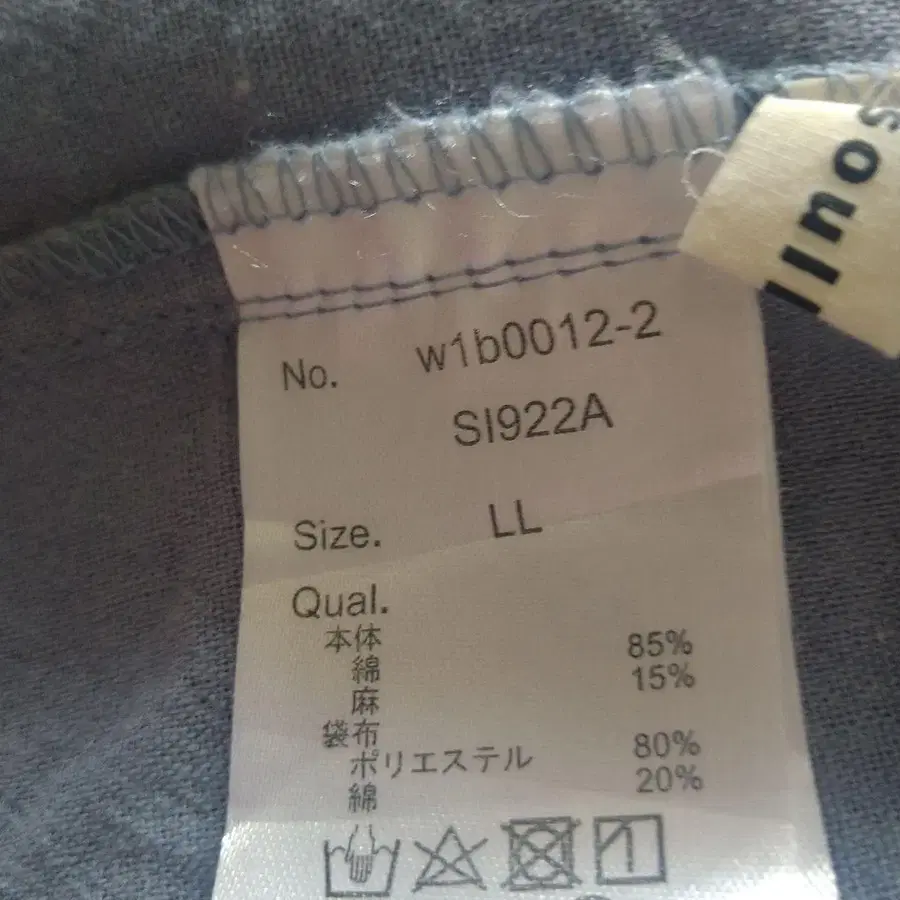 No. w1b0012-2
SI922A
Size. LL
Qual.
本体
綿 85%
麻 15%
袋布
ポリエステル 80%
綿 20%